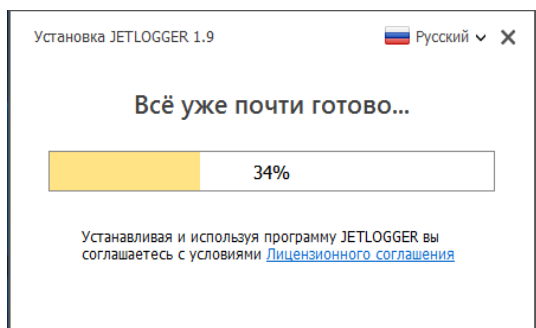 Установка JETLOGGER 1.9
Русский
Всё уже почти готово...
34%
Устанавливая и используя программу JETLOGGER вы
соглашаетесь с условиями Лицензионного соглашения